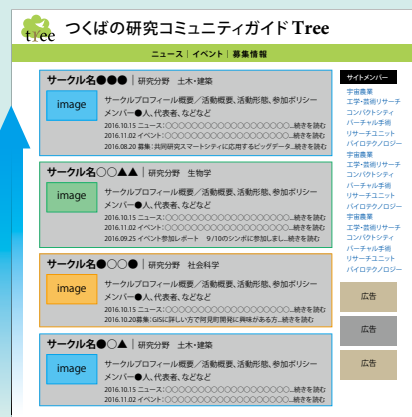 tree
つくばの研究コミュニティガイド Tree
ニュース｜イベント｜募集情報
サークル名●●●｜研究分野　土木・建築
image
サークルプロフィール概要／活動概要、活動形態、参加ポリシー
メンバー●人、代表者、などなど
2016.10.15 ニュース：○○○○○○○○○○○○○○○○○○...続きを読む
2016.11.02 イベント：○○○○○○○○○○○○○○○○○○...続きを読む
2016.08.20 募集：共同研究スマートシティに応用するビッグデータ...続きを読む
サークル名○○▲▲｜研究分野　生物学
image
サークルプロフィール概要／活動概要、活動形態、参加ポリシー
メンバー●人、代表者、などなど
2016.10.15 ニュース：○○○○○○○○○○○○○○○○○○...続きを読む
2016.11.02 イベント：○○○○○○○○○○○○○○○○○○...続きを読む
2016.09.25 イベント参加レポート　9/10のシンポに参加しまし...続きを読む
サークル名●○○●｜研究分野　社会科学
image
サークルプロフィール概要／活動概要、活動形態、参加ポリシー
メンバー●人、代表者、などなど
2016.10.15 ニュース：○○○○○○○○○○○○○○○○○○...続きを読む
2016.10.20募集：GISに詳しい方で阿見町開発に興味がある方...続きを読む
サークル名●○▲｜研究分野　土木・建築
image
サークルプロフィール概要／活動概要、活動形態、参加ポリシー
メンバー●人、代表者、などなど
2016.10.15 ニュース：○○○○○○○○○○○○○○○○○○...続きを読む
2016.11.02 イベント：○○○○○○○○○○○○○○○○○○...続きを読む
サイトメンバー
宇宙農業
工学・芸術リサーチ
コンパクトシティ
バーチャル手術
リサーチユニット
バイロテクノロジー
宇宙農業
工学・芸術リサーチ
コンパクトシティ
バーチャル手術
リサーチユニット
バイロテクノロジー
宇宙農業
工学・芸術リサーチ
コンパクトシティ
バーチャル手術
リサーチユニット
バイロテクノロジー
広告
広告
広告